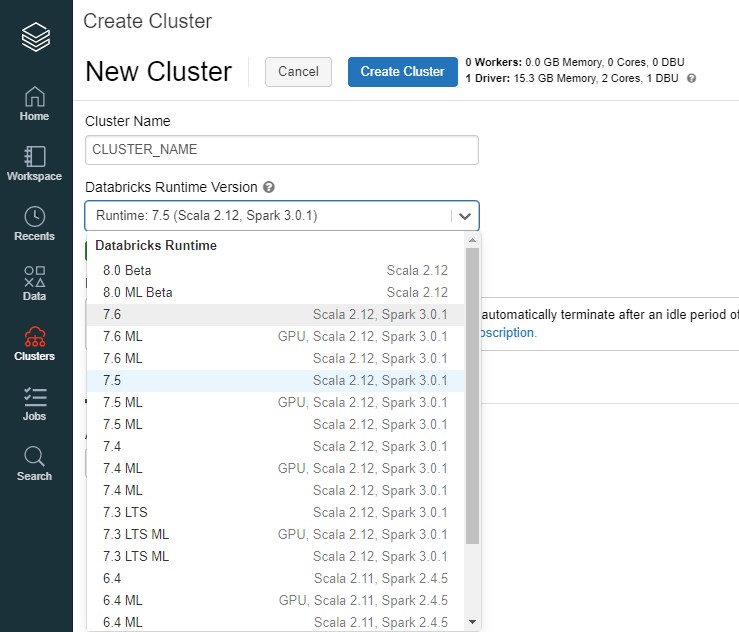 Create Cluster
New Cluster
Cancel
Create Cluster
0 Workers: 0.0 GB Memory, 0 Cores, 0 DBU
1 Driver: 15.3 GB Memory, 2 Cores, 1 DBU
Home
Workspace
Recents
Data
Clusters
Jobs
Search
Cluster Name
CLUSTER_NAME
Databricks Runtime Version
Runtime: 7.5 (Scala 2.12, Spark 3.0.1)
Databricks Runtime
8.0 Beta Scala 2.12
8.0 ML Beta Scala 2.12
7.6 Scala 2.12, Spark 3.0.1
7.6 ML GPU, Scala 2.12, Spark 3.0.1
7.6 ML Scala 2.12, Spark 3.0.1
7.5 Scala 2.12, Spark 3.0.1
7.5 ML GPU, Scala 2.12, Spark 3.0.1
7.5 ML Scala 2.12, Spark 3.0.1
7.4 Scala 2.12, Spark 3.0.1
7.4 ML GPU, Scala 2.12, Spark 3.0.1
7.4 ML Scala 2.12, Spark 3.0.1
7.3 LTS Scala 2.12, Spark 3.0.1
7.3 LTS ML GPU, Scala 2.12, Spark 3.0.1
7.3 LTS ML Scala 2.12, Spark 3.0.1
6.4 Scala 2.11, Spark 2.4.5
6.4 ML GPU, Scala 2.11, Spark 2.4.5
6.4 ML Scala 2.11, Spark 2.4.5
automatically terminate after an idle period of
bscription.